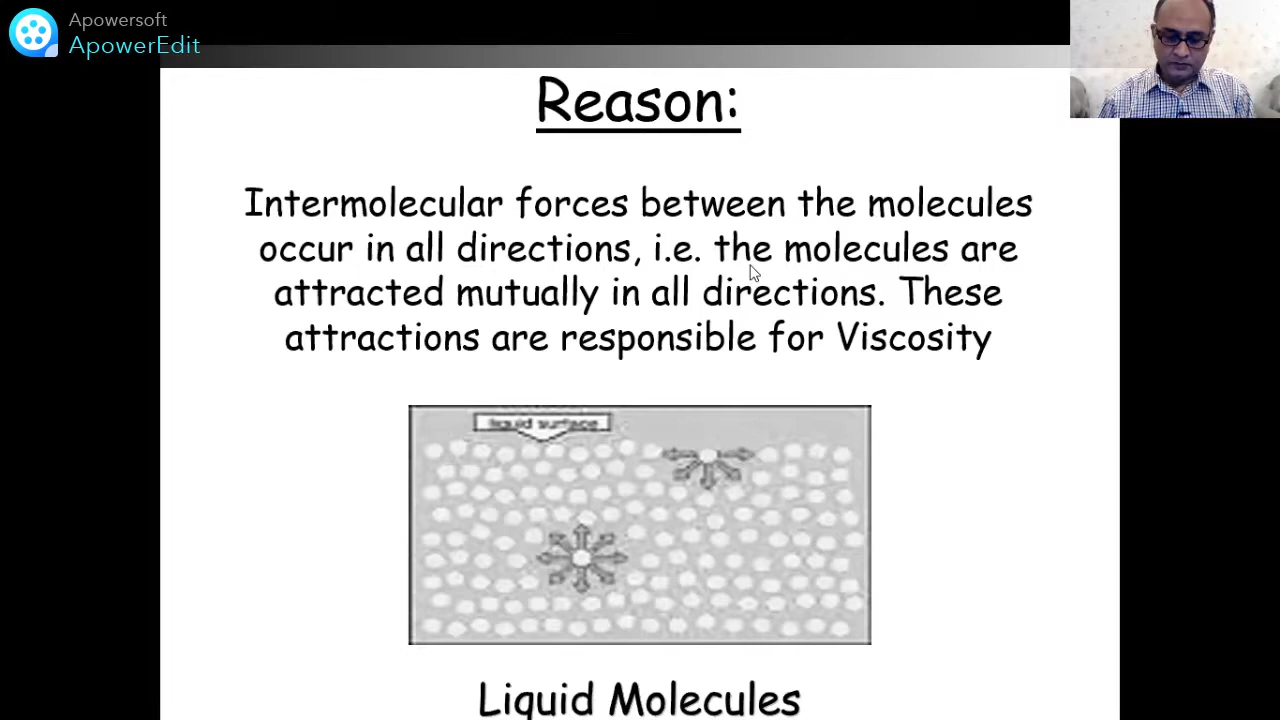 Apowersoft
ApowerEdit
Reason:
Intermolecular forces between the molecules
occur in all directions, i.e. the molecules are
attracted mutually in all directions. These
attractions are responsible for Viscosity
liquid surface
Liquid Molecules